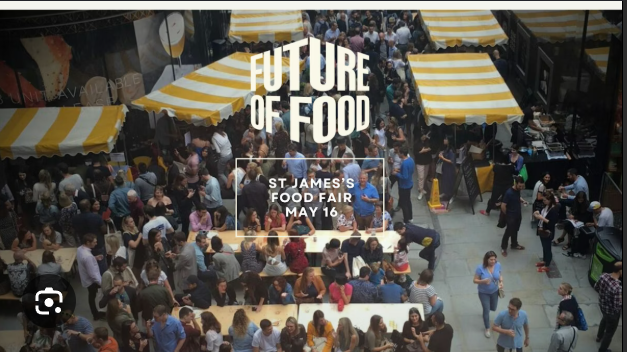 FUTURE
OF FOOD
ST JAMES'S
FOOD FAIR
MAY 16